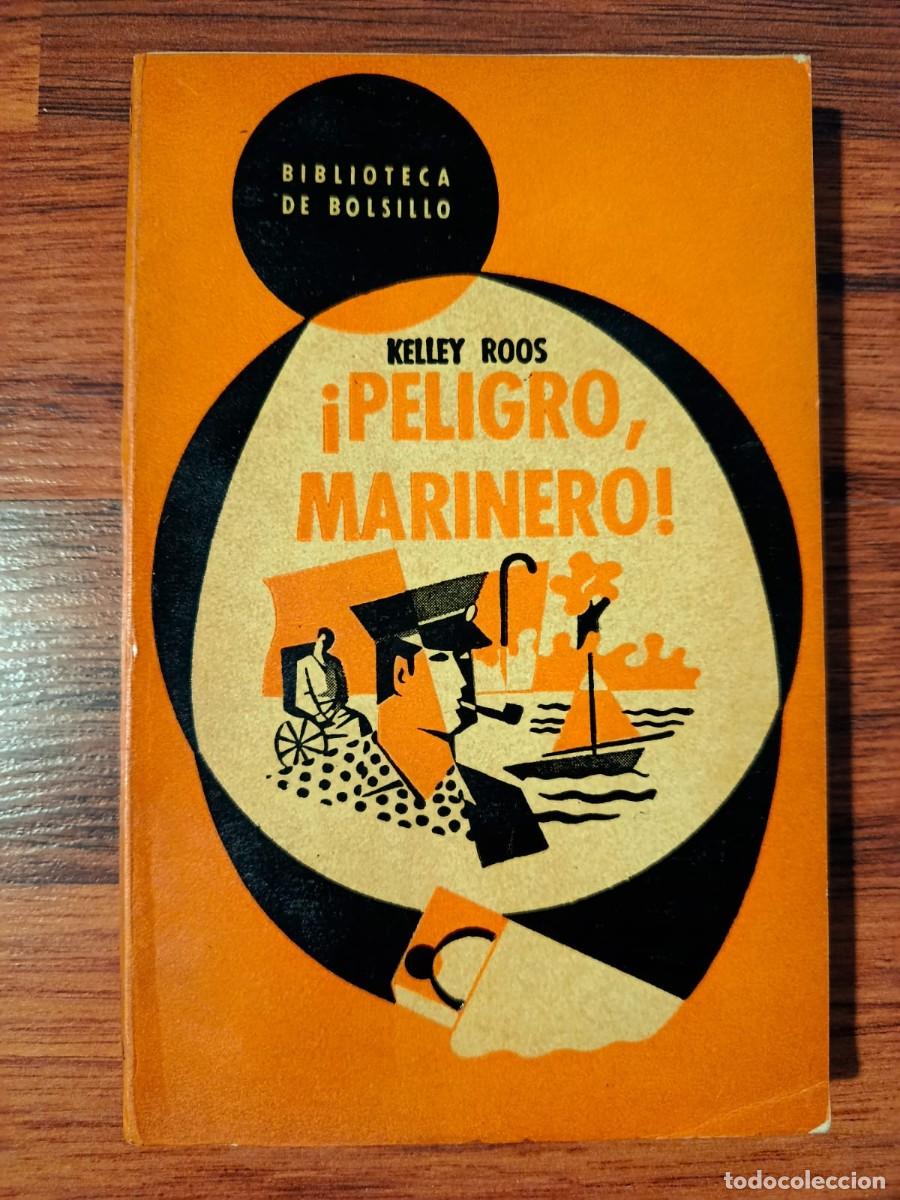 BIBLIOTECA
DE BOLSILLO
KELLEY ROOS
¡PELIGRO,
MARINERO!
todocoleccion